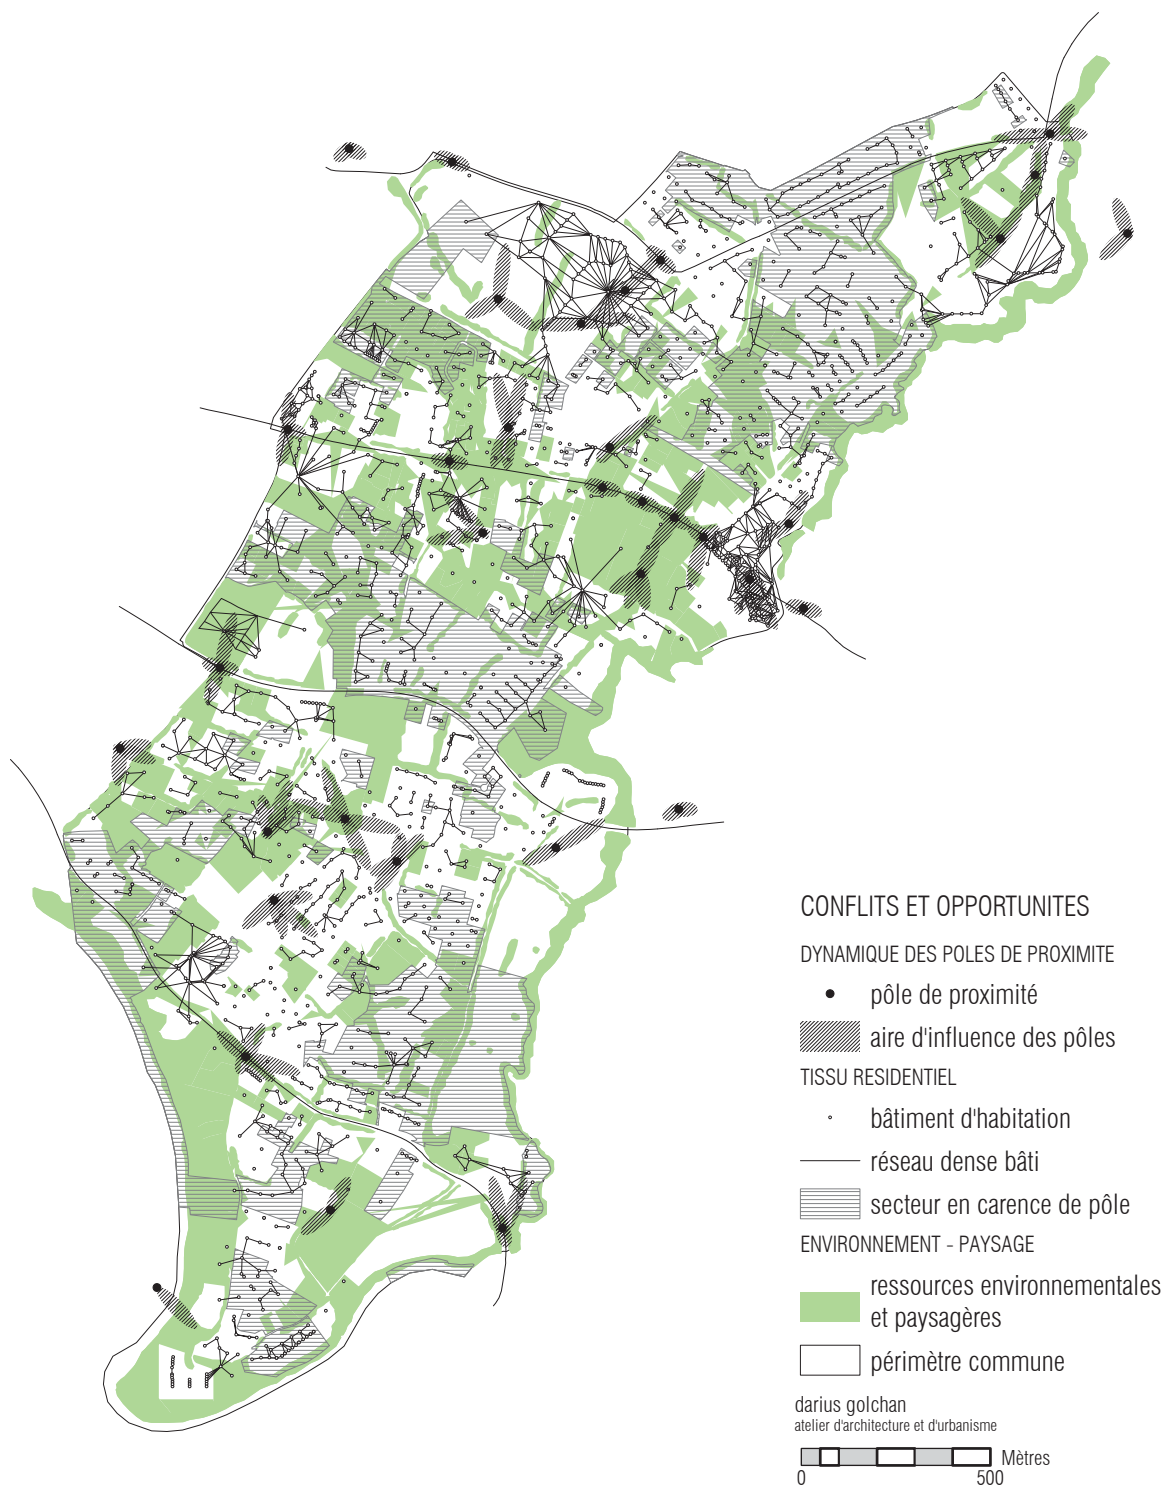 CONFLITS ET OPPORTUNITES
DYNAMIQUE DES POLES DE PROXIMITE
pôle de proximité
aire d'influence des pôles
TISSU RESIDENTIEL
bâtiment d'habitation
réseau dense bâti
secteur en carence de pôle
ENVIRONNEMENT - PAYSAGE
ressources environnementales
et paysagères
périmètre commune
darius golchan
atelier d'architecture et d'urbanisme
Mètres
0 500